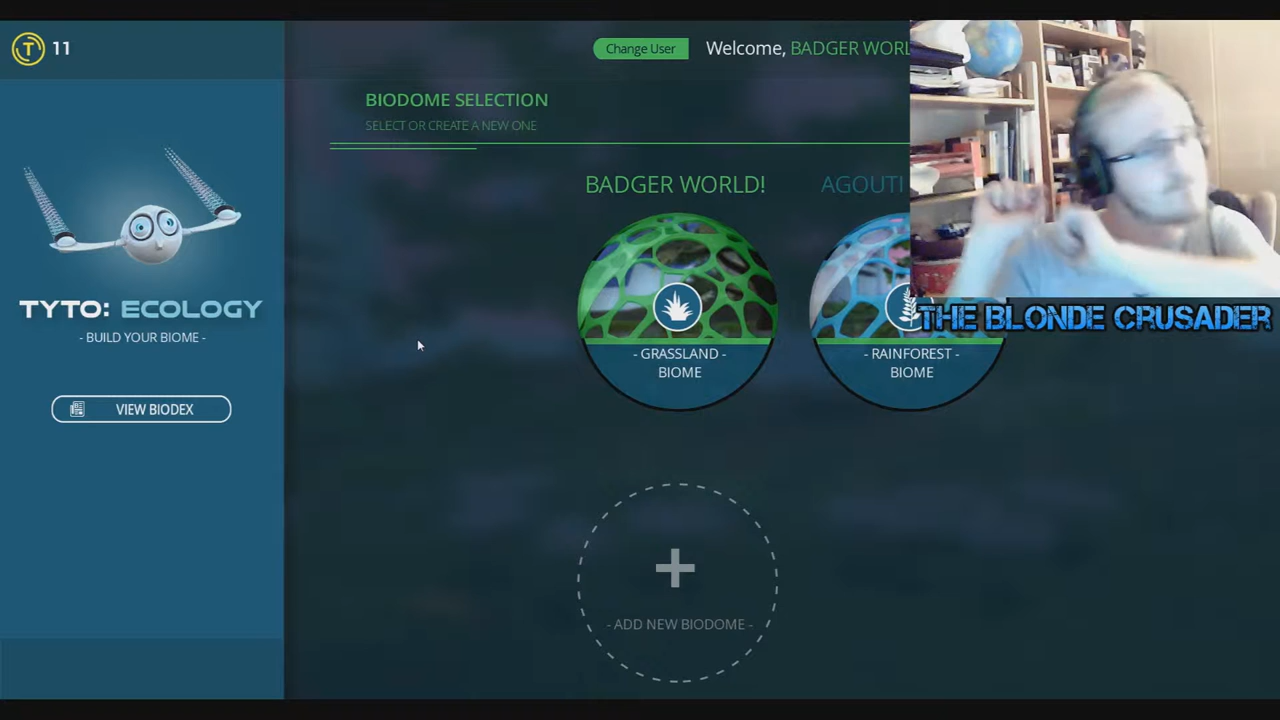 T 11
Change User
Welcome, BADGER WORL
BIODOME SELECTION
SELECT OR CREATE A NEW ONE
BADGER WORLD!
AGOUTI
TYTO: ECOLOGY
- BUILD YOUR BIOME -
VIEW BIODEX
- GRASSLAND -
BIOME
- RAINFOREST -
BIOME
THE BLONDE CRUSADER
- ADD NEW BIODOME -